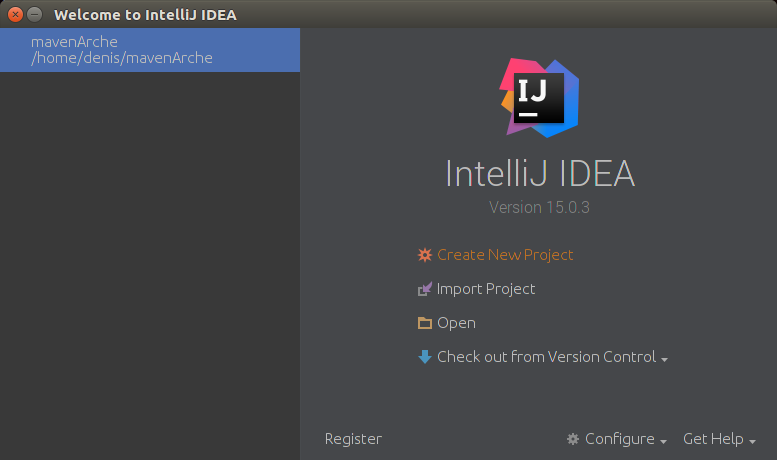 Welcome to IntelliJ IDEA
mavenArche
/home/denis/mavenArche
IJ
IntelliJ IDEA
Version 15.0.3
Create New Project
Import Project
Open
Check out from Version Control
Register
Configure
Get Help